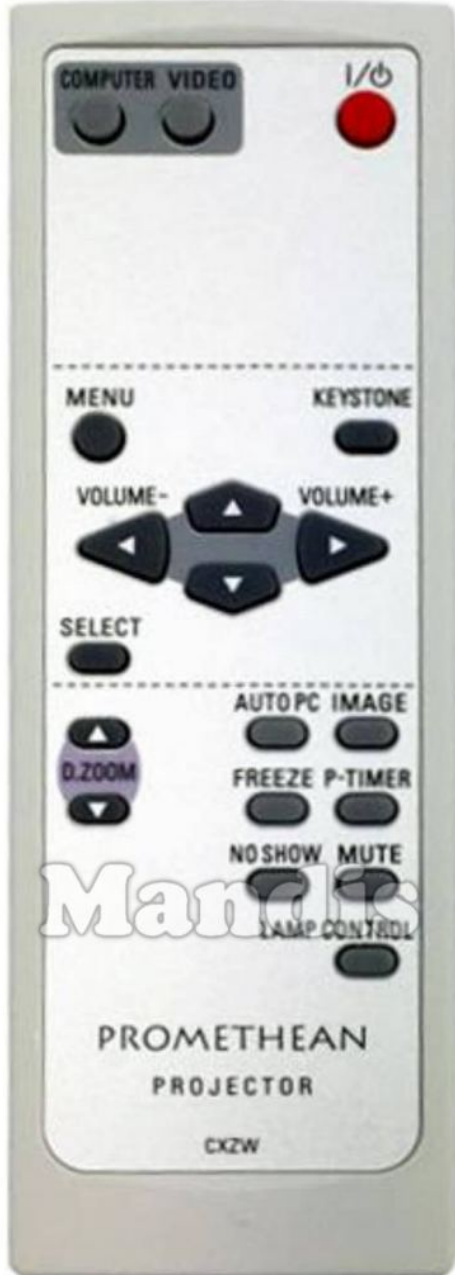 COMPUTER VIDEO I/⏻
MENU KEYSTONE
VOLUME- VOLUME+
SELECT
AUTO PC IMAGE
D.ZOOM
FREEZE P-TIMER
NO SHOW MUTE
Mandis
LAMP CONTROL
PROMETHEAN
PROJECTOR
CXZW